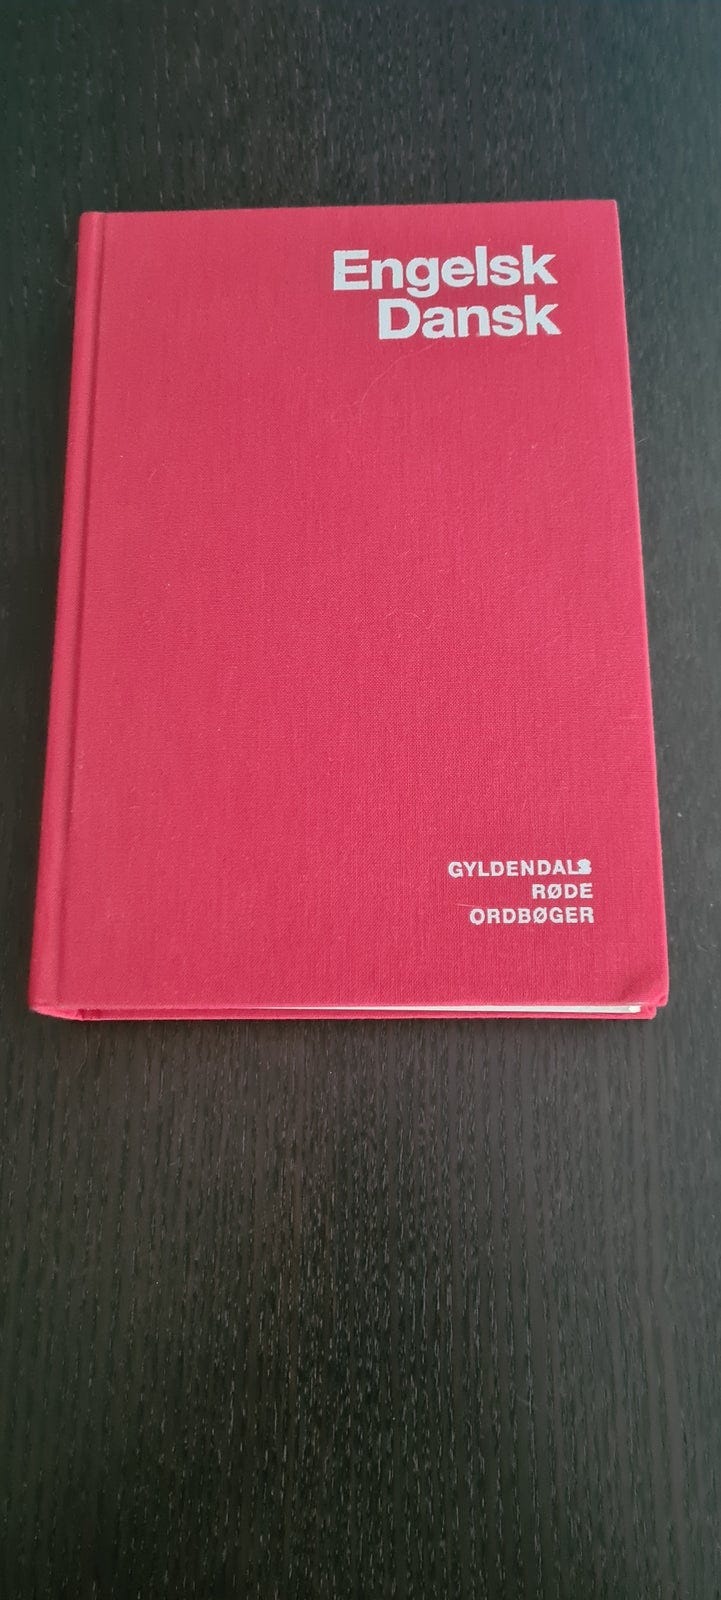 Engelsk
Dansk
GYLDENDALS
RØDE
ORDBØGER